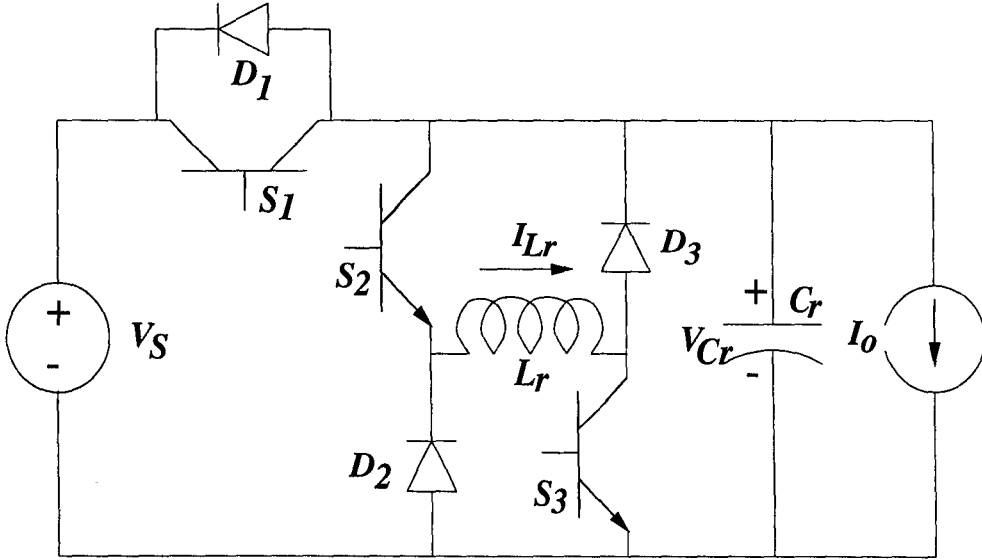 D1
S1
S2
ILr
D3
+
VS
-
Lr
+
Cr
VCr
-
Io
D2
S3